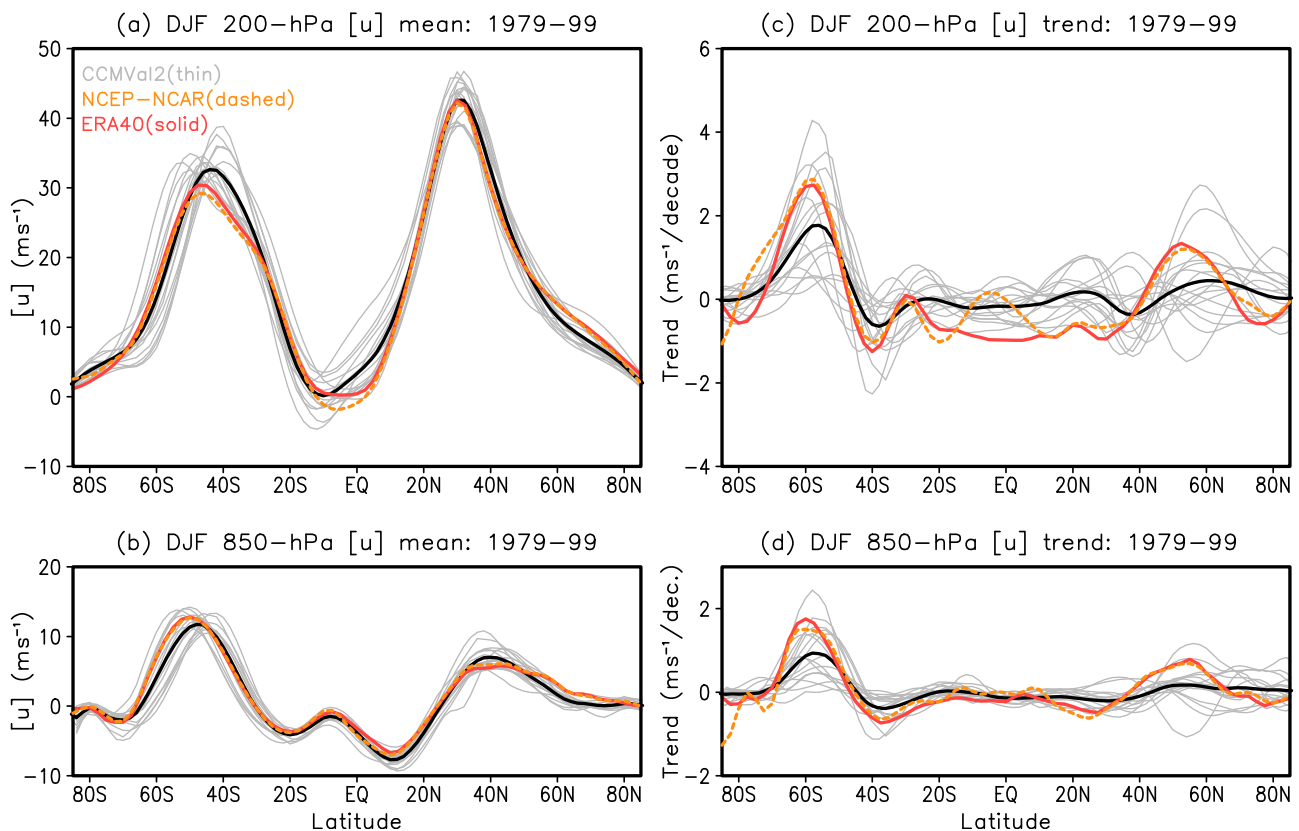 (a) DJF 200-hPa [u] mean: 1979-99
50
40
30
20
10
0
-10
[u] (ms⁻¹)
CCMVal2(thin)
NCEP-NCAR(dashed)
ERA40(solid)
80S 60S 40S 20S EQ 20N 40N 60N 80N
(c) DJF 200-hPa [u] trend: 1979-99
6
4
2
0
-2
-4
Trend (ms⁻¹/decade)
80S 60S 40S 20S EQ 20N 40N 60N 80N
(b) DJF 850-hPa [u] mean: 1979-99
20
10
0
-10
[u] (ms⁻¹)
80S 60S 40S 20S EQ 20N 40N 60N 80N
Latitude
(d) DJF 850-hPa [u] trend: 1979-99
2
0
-2
Trend (ms⁻¹/dec.)
80S 60S 40S 20S EQ 20N 40N 60N 80N
Latitude